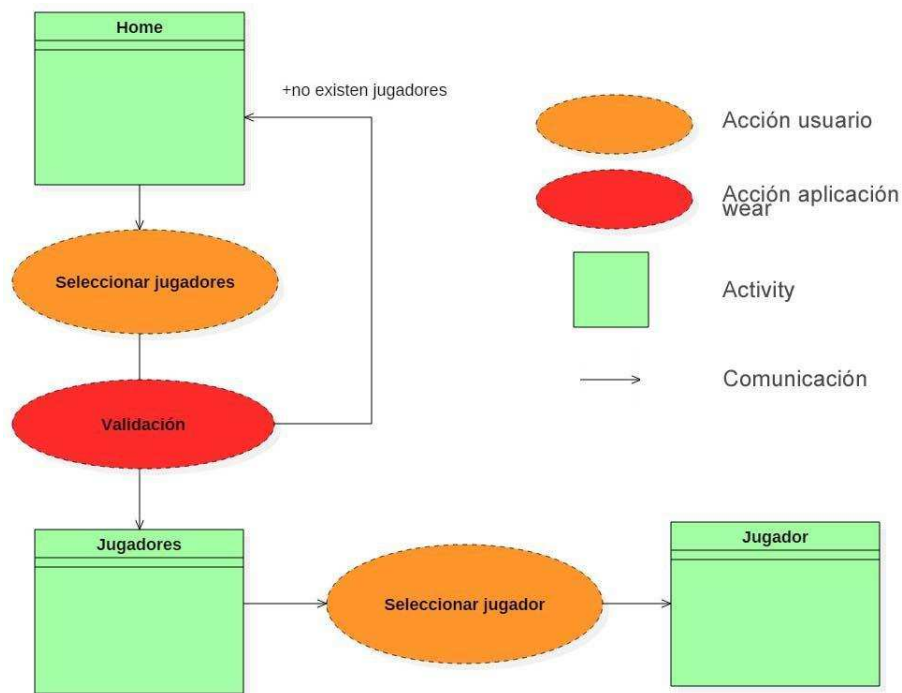 Home
+no existen jugadores
Acción usuario
Acción aplicación
wear
Seleccionar jugadores
Activity
Comunicación
Validación
Jugadores
Seleccionar jugador
Jugador